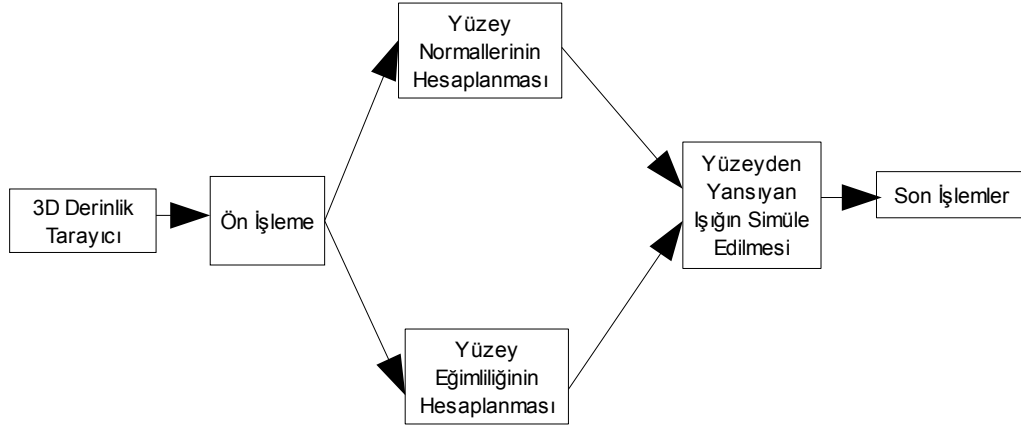 3D Derinlik
Tarayıcı
Ön İşleme
Yüzey
Normallerinin
Hesaplanması
Yüzey
Eğimliliğinin
Hesaplanması
Yüzeyden
Yansıyan
Işığın Simüle
Edilmesi
Son İşlemler